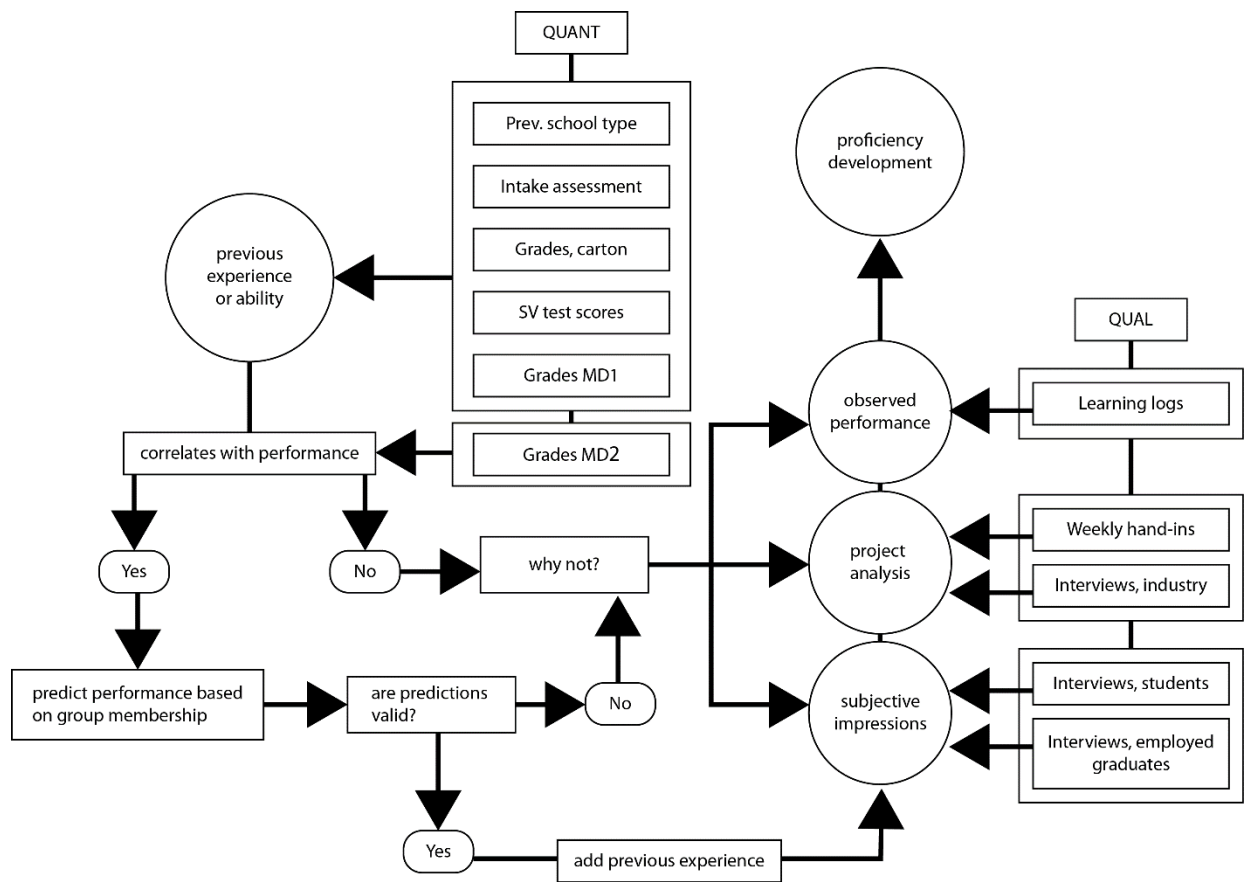 QUANT
Prev. school type
Intake assessment
Grades, carton
SV test scores
Grades MD1
Grades MD2
previous
experience
or ability
correlates with performance
Yes
No
why not?
predict performance based
on group membership
are predictions
valid?
No
Yes
add previous experience
proficiency
development
observed
performance
project
analysis
subjective
impressions
QUAL
Learning logs
Weekly hand-ins
Interviews, industry
Interviews, students
Interviews, employed
graduates